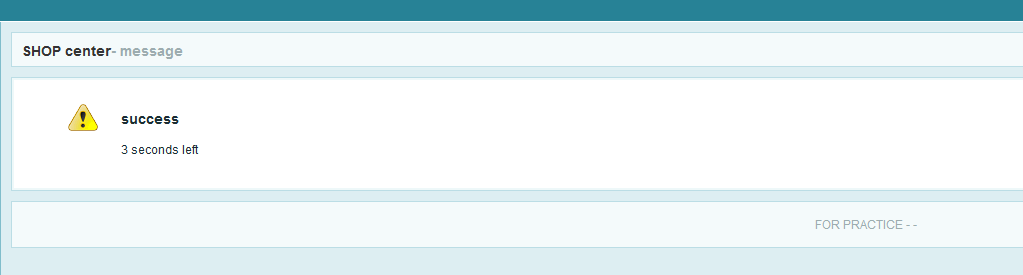 SHOP center- message
success
3 seconds left
FOR PRACTICE - -